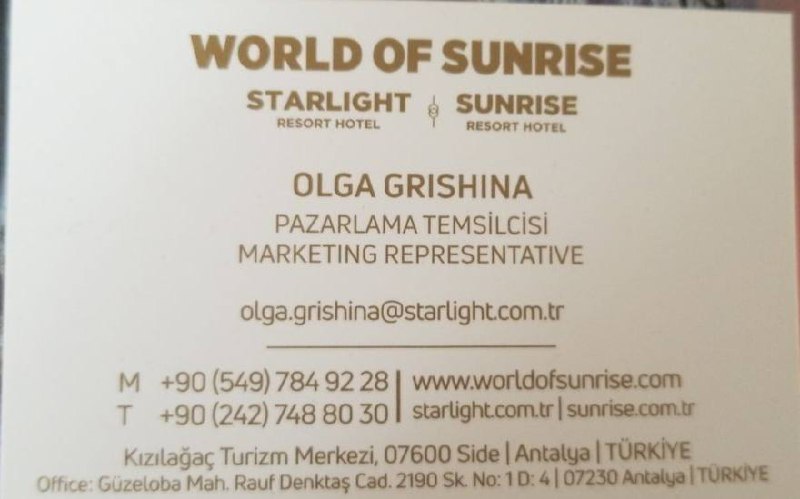 WORLD OF SUNRISE
STARLIGHT & SUNRISE
RESORT HOTEL RESORT HOTEL
OLGA GRISHINA
PAZARLAMA TEMSİLCİSİ
MARKETING REPRESENTATIVE
olga.grishina@starlight.com.tr
M +90 (549) 784 92 28 | www.worldofsunrise.com
T +90 (242) 748 80 30 | starlight.com.tr | sunrise.com.tr
Kızılağaç Turizm Merkezi, 07600 Side | Antalya | TÜRKİYE
Office: Güzeloba Mah. Rauf Denktaş Cad. 2190 Sk. No: 1 D: 4 | 07230 Antalya | TÜRKİYE